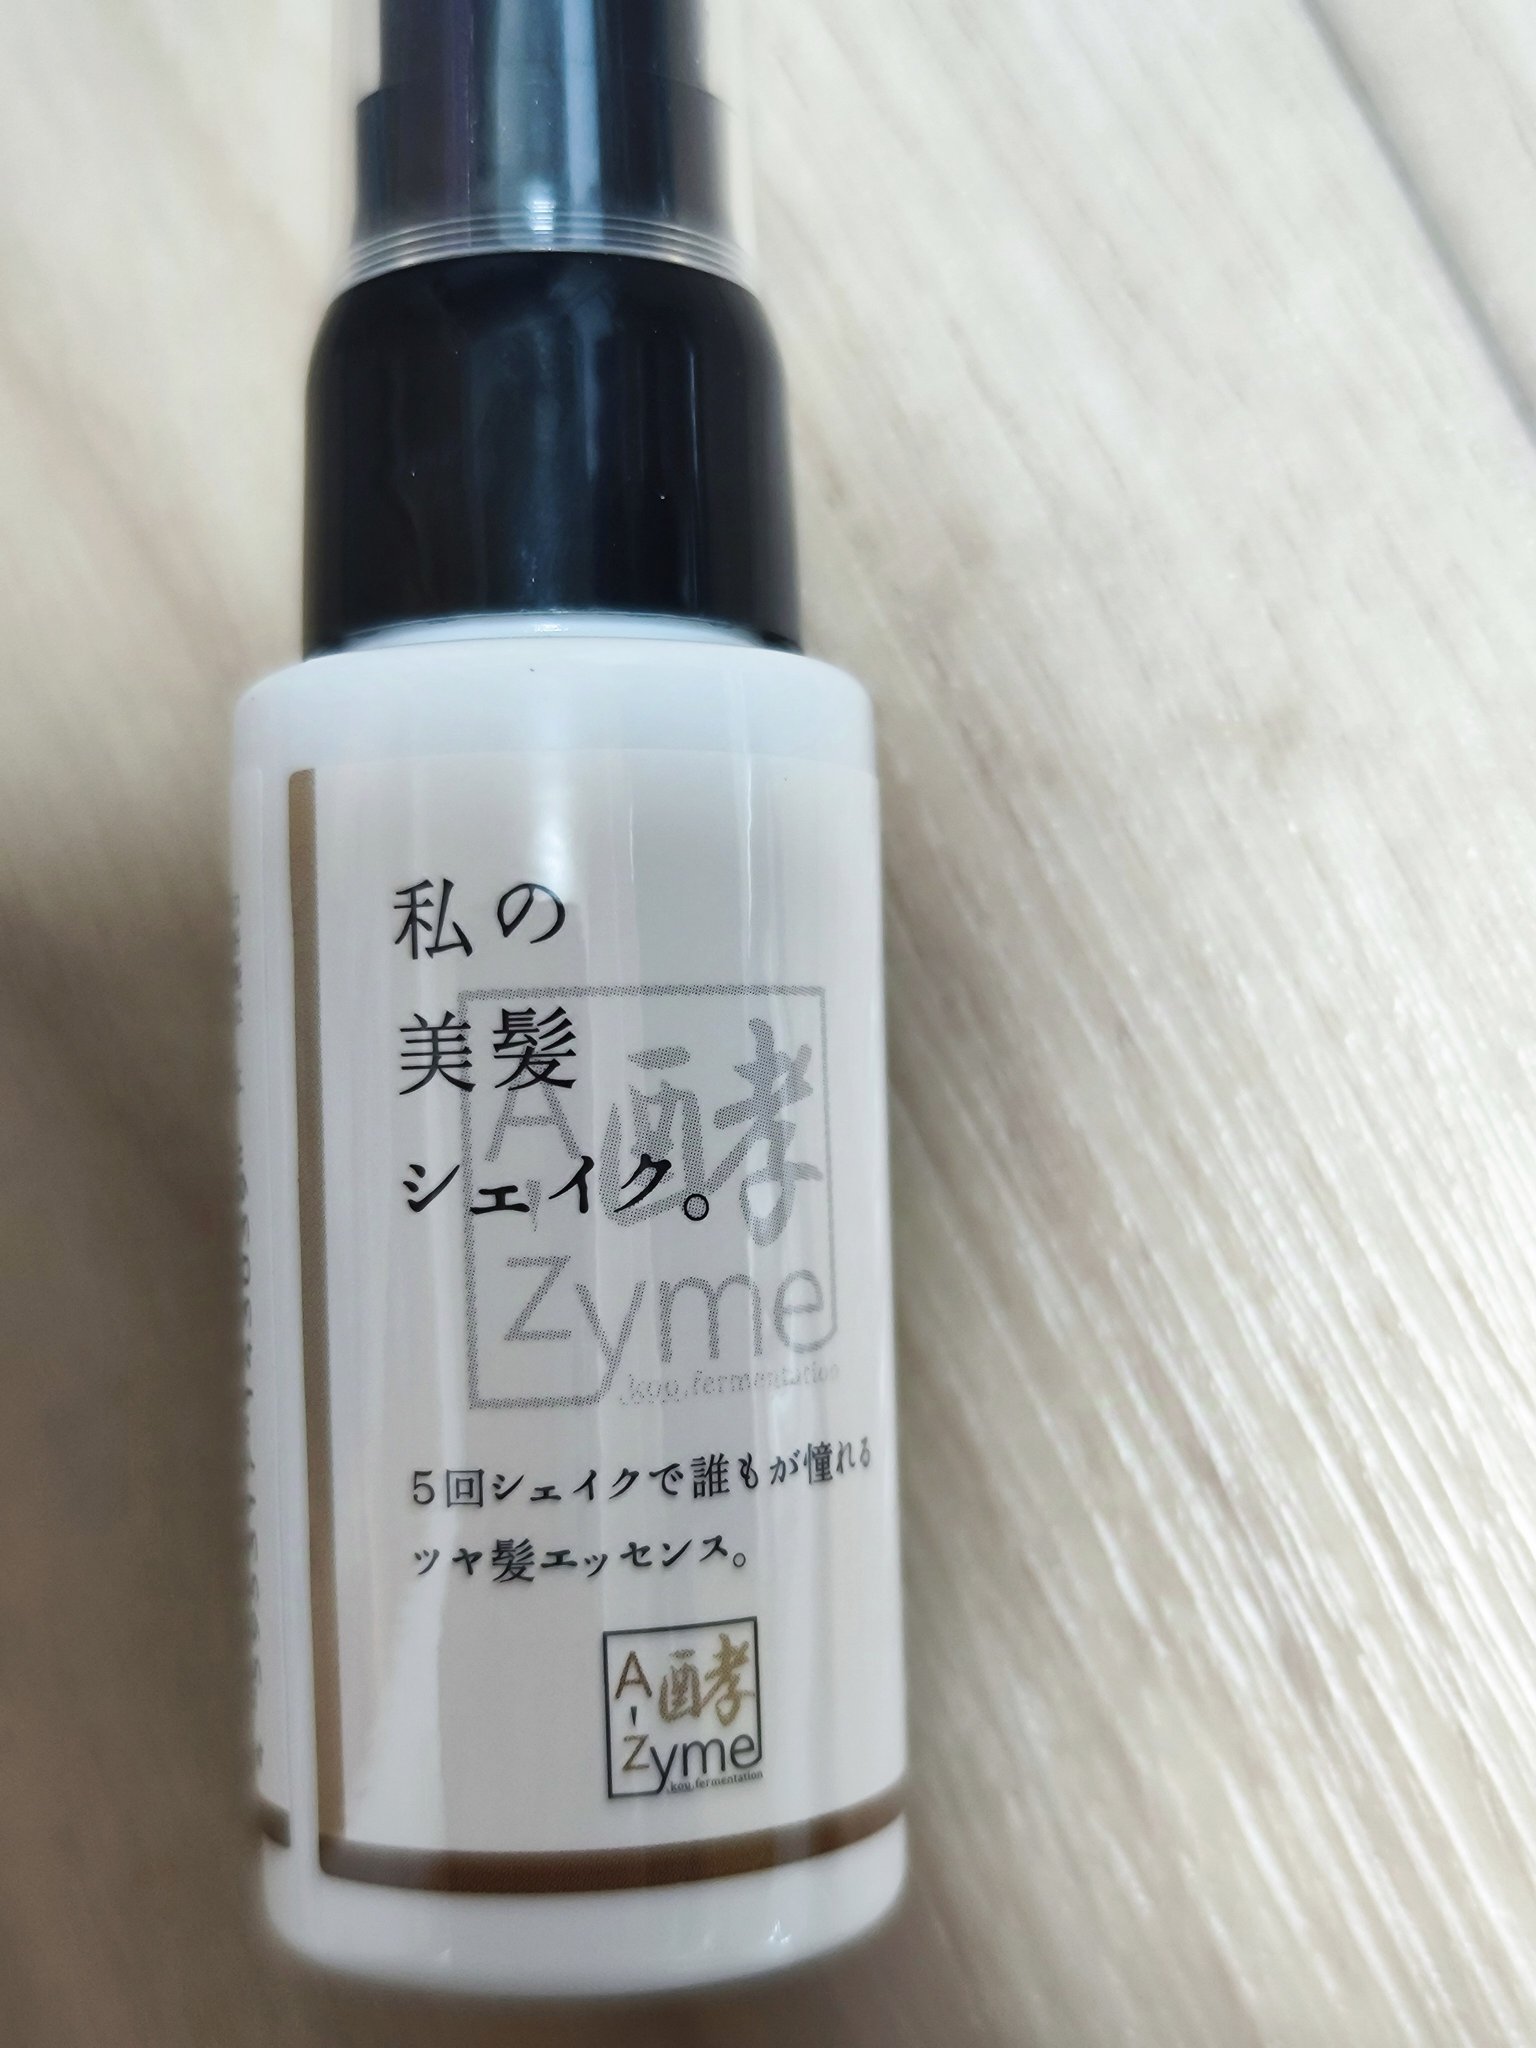 私の
美髪
シェイク。
A 酵
Zyme
.kou.fermentation
5回シェイクで誰もが憧れる
ツヤ髪エッセンス。
A 酵
-
Zyme
.kou.fermentation